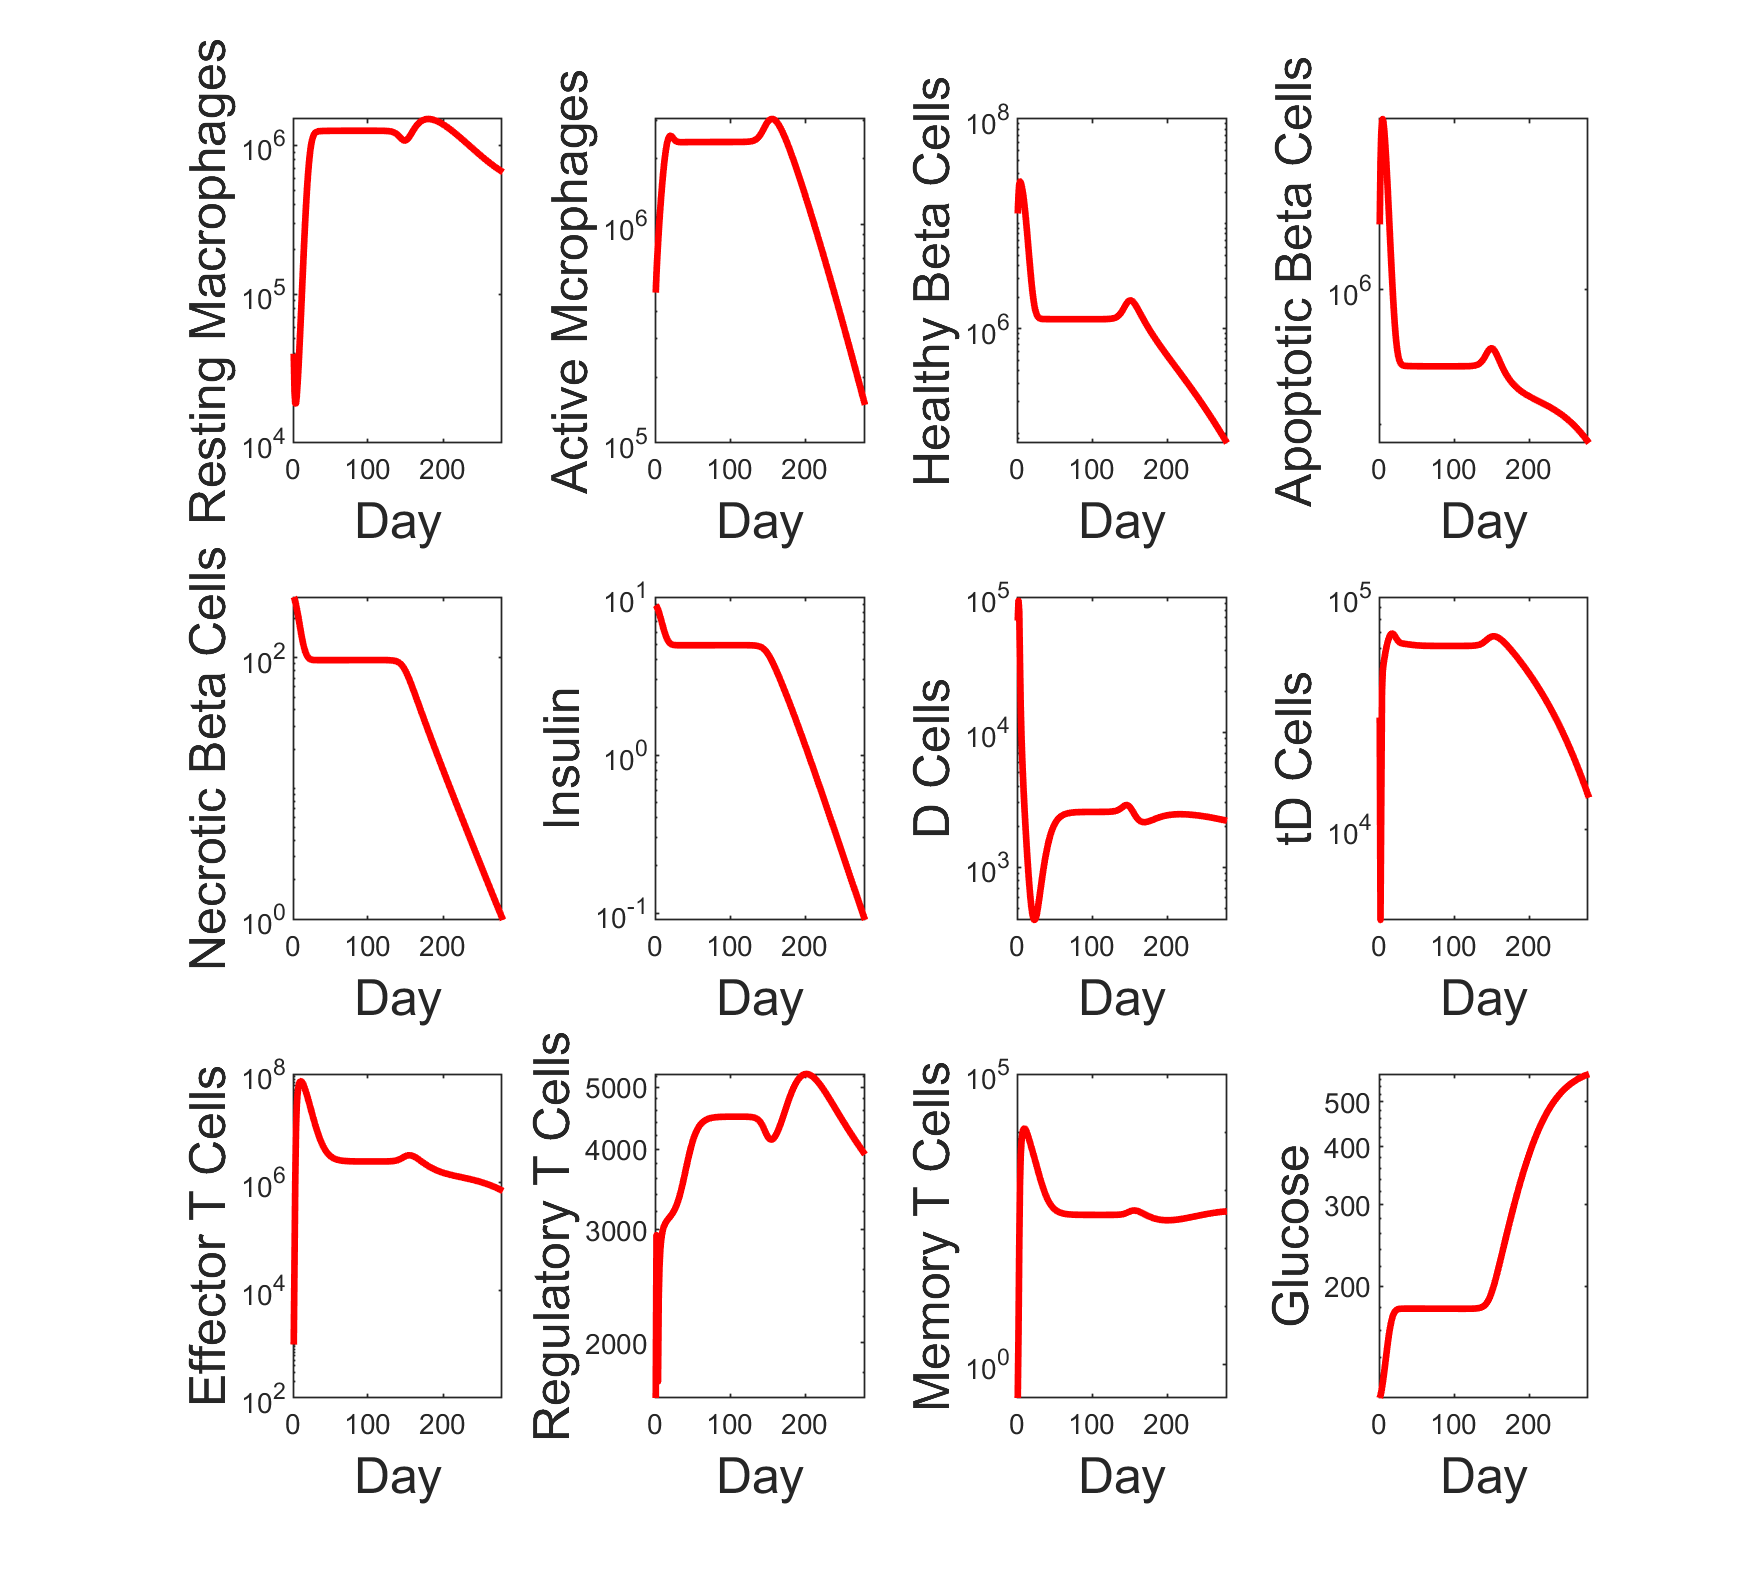 Resting Macrophages
10^6
10^5
10^4
0 100 200
Day
Active Mcrophages
10^6
10^5
0 100 200
Day
Healthy Beta Cells
10^8
10^6
0 100 200
Day
Apoptotic Beta Cells
10^6
0 100 200
Day
Necrotic Beta Cells
10^2
10^0
0 100 200
Day
Insulin
10^1
10^0
10^-1
0 100 200
Day
D Cells
10^5
10^4
10^3
0 100 200
Day
tD Cells
10^5
10^4
0 100 200
Day
Effector T Cells
10^8
10^6
10^4
10^2
0 100 200
Day
Regulatory T Cells
5000
4000
3000
2000
0 100 200
Day
Memory T Cells
10^5
10^0
0 100 200
Day
Glucose
500
400
300
200
0 100 200
Day